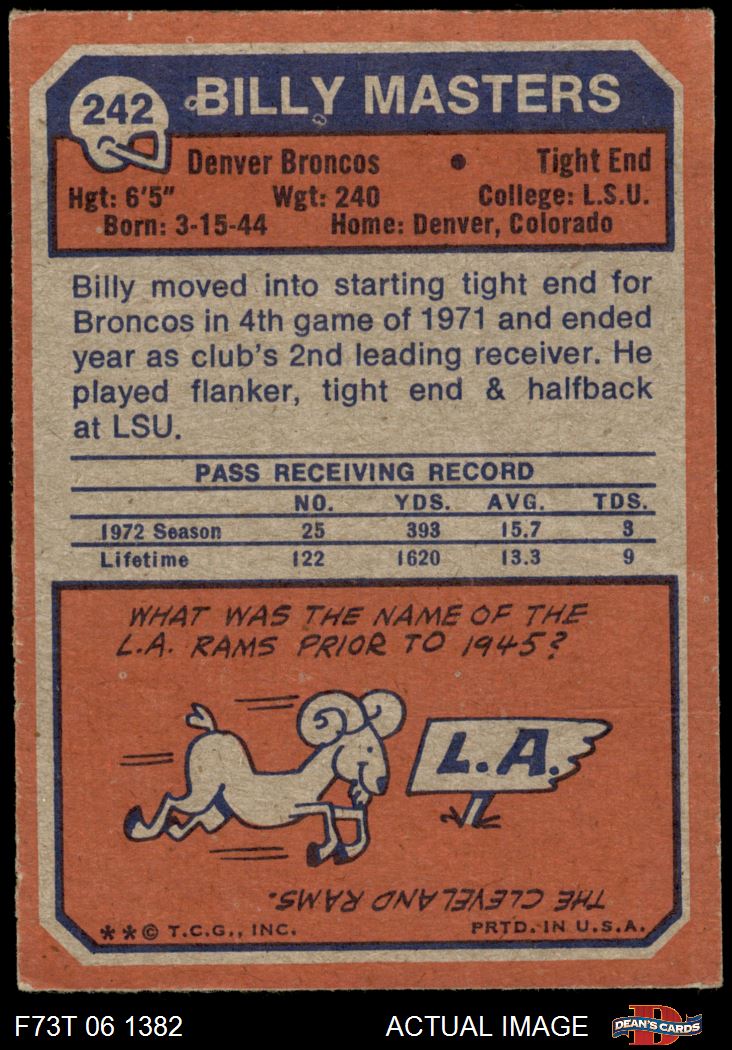 242 BILLY MASTERS
Denver Broncos • Tight End
Hgt: 6'5" Wgt: 240 College: L.S.U.
Born: 3-15-44 Home: Denver, Colorado
Billy moved into starting tight end for
Broncos in 4th game of 1971 and ended
year as club's 2nd leading receiver. He
played flanker, tight end & halfback
at LSU.
PASS RECEIVING RECORD
NO. YDS. AVG. TDS.
1972 Season 25 393 15.7 3
Lifetime 122 1620 13.3 9
WHAT WAS THE NAME OF THE
L.A. RAMS PRIOR TO 1945?
L.A.
THE CLEVELAND RAMS.
**© T.C.G., INC. PRTD. IN U.S.A.
F73T 06 1382 ACTUAL IMAGE D DEAN'S CARDS